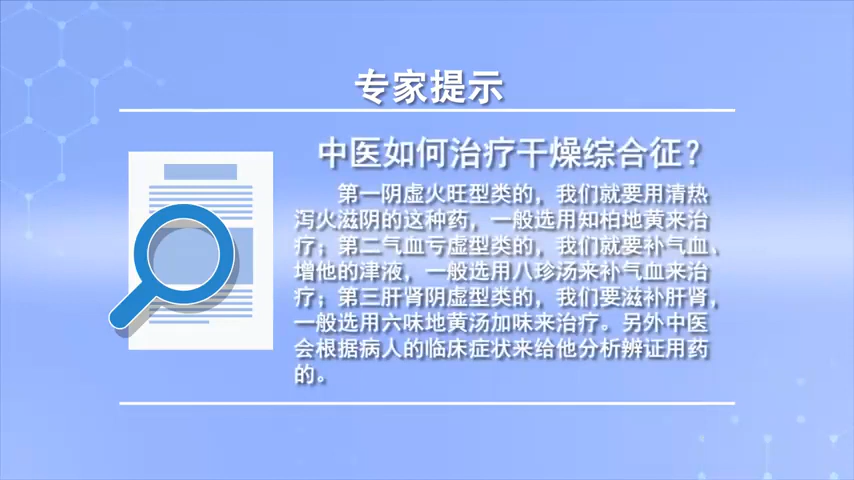 专家提示
中医如何治疗干燥综合征？
第一阴虚火旺型类的，我们就要用清热
泻火滋阴的这种药，一般选用知柏地黄来治
疗；第二气血亏虚型类的，我们就要补气血、
增他的津液，一般选用八珍汤来补气血来治
疗；第三肝肾阴虚型类的，我们要滋补肝肾，
一般选用六味地黄汤加味来治疗。另外中医
会根据病人的临床症状来给他分析辨证用药
的。